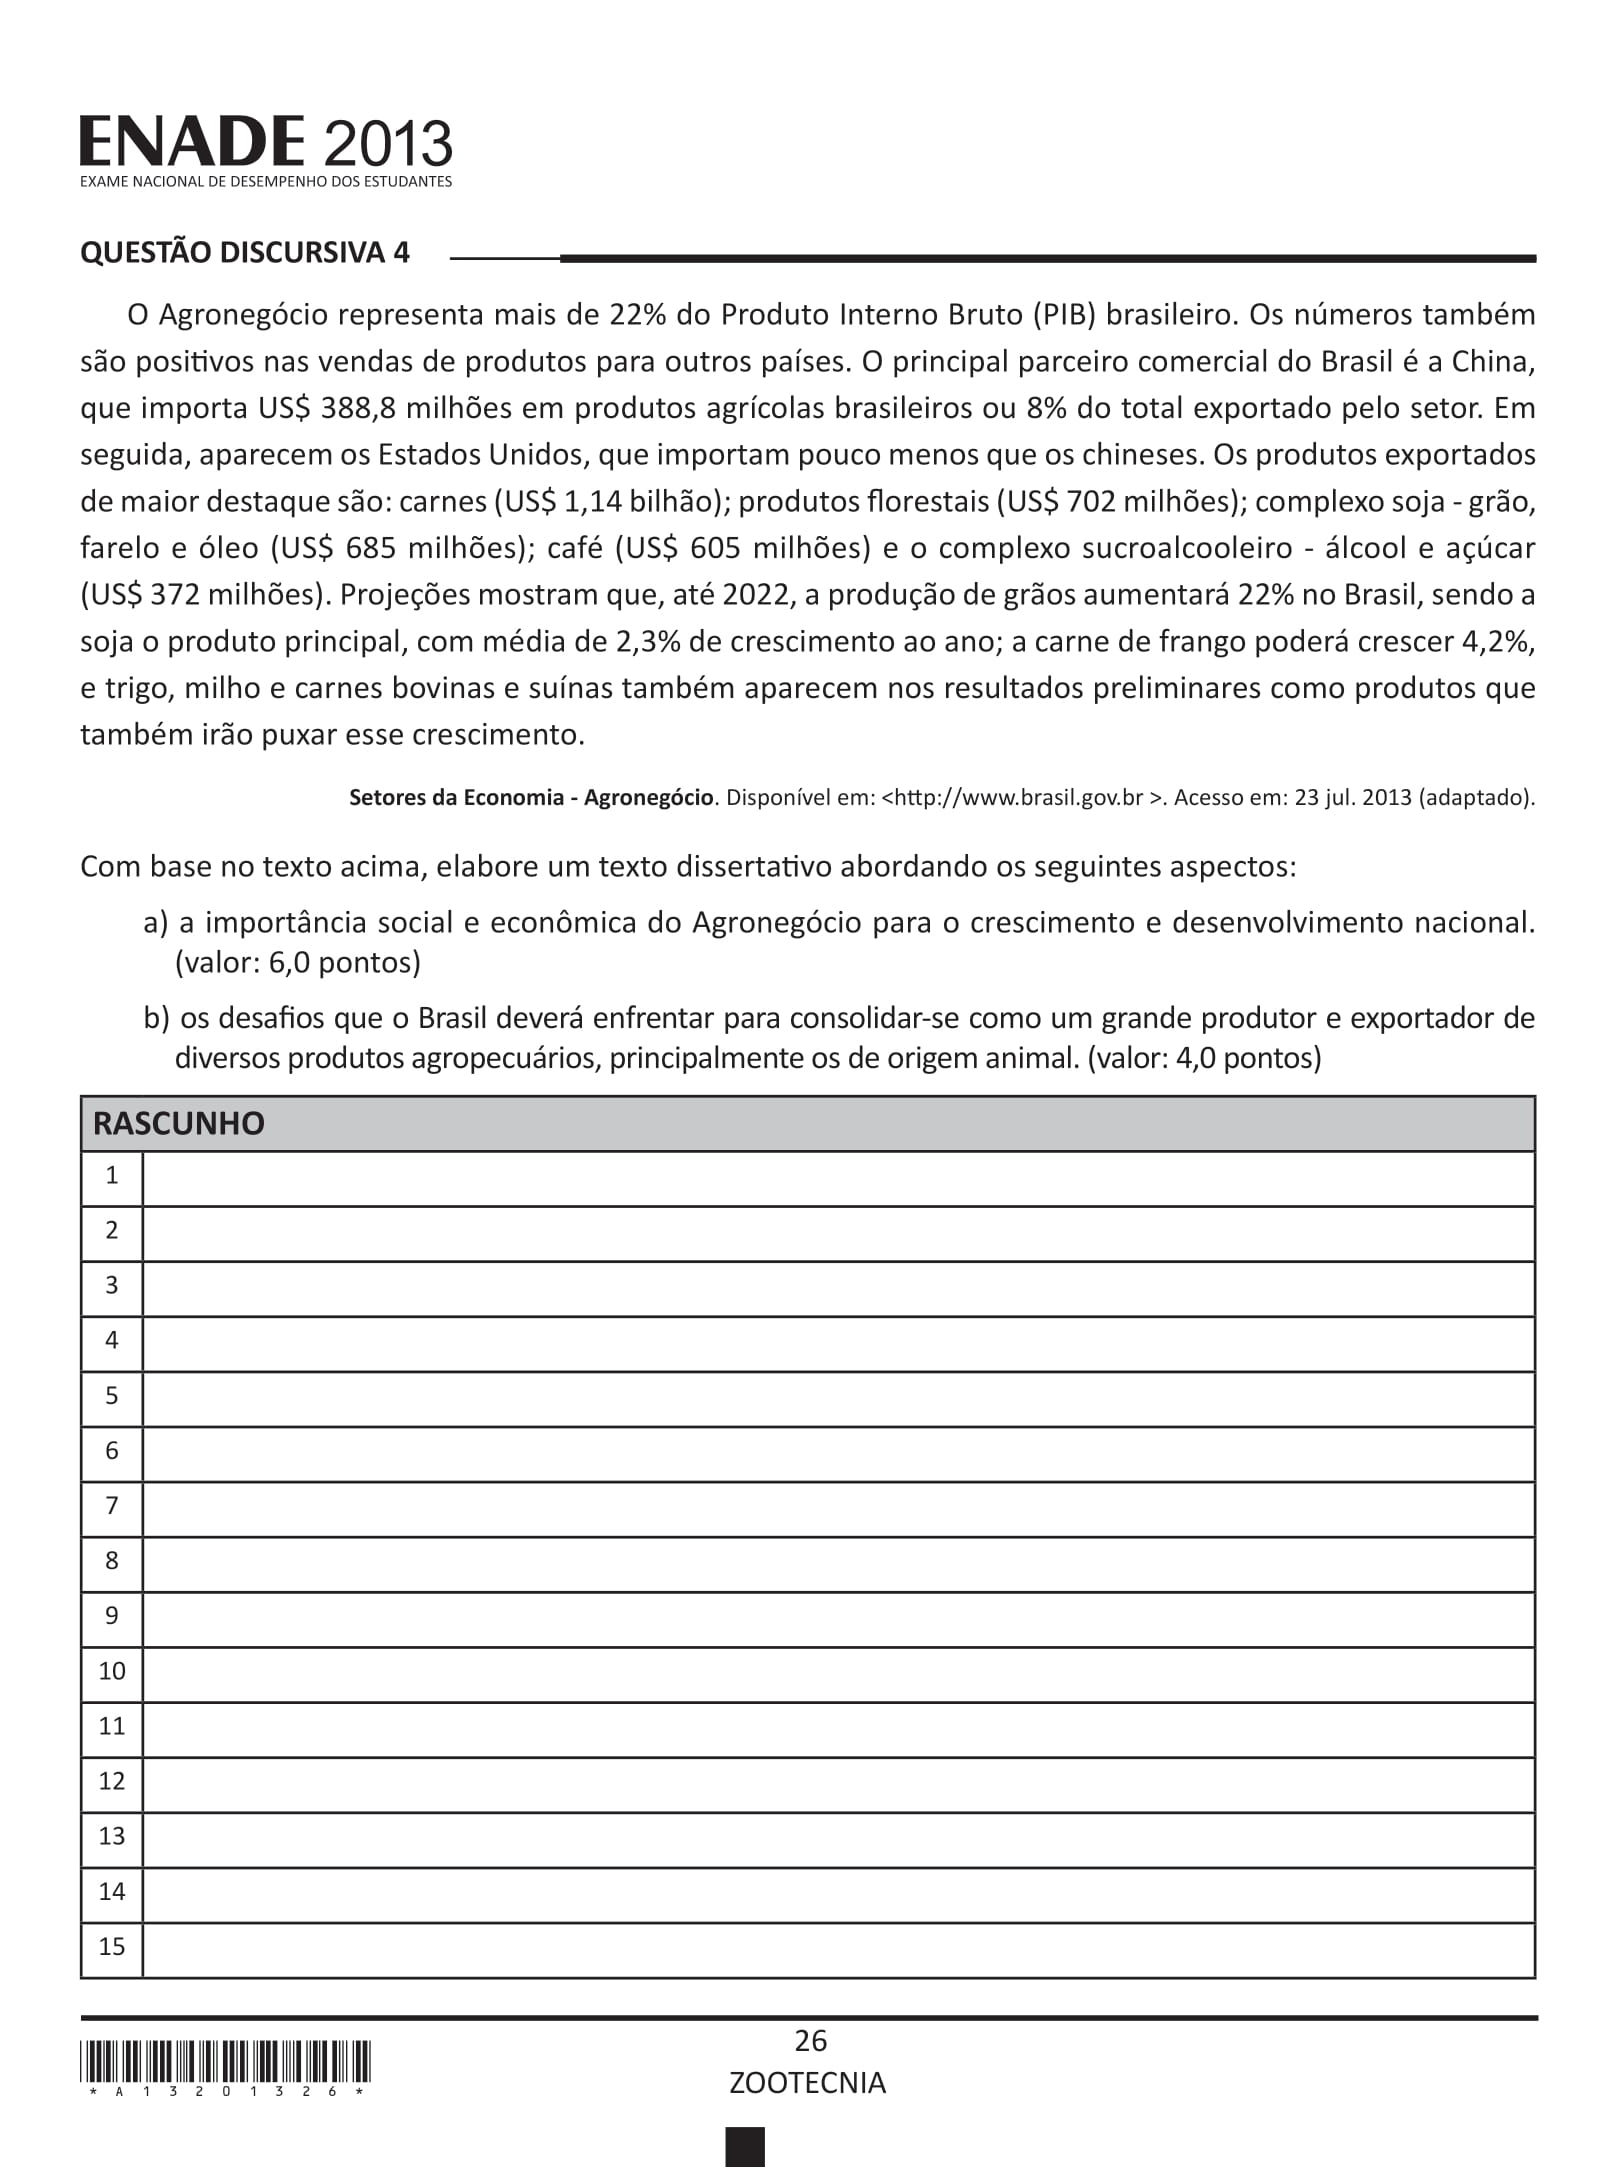 ENADE 2013
EXAME NACIONAL DE DESEMPENHO DOS ESTUDANTES
QUESTÃO DISCURSIVA 4
O Agronegócio representa mais de 22% do Produto Interno Bruto (PIB) brasileiro. Os números também
são positivos nas vendas de produtos para outros países. O principal parceiro comercial do Brasil é a China,
que importa US$ 388,8 milhões em produtos agrícolas brasileiros ou 8% do total exportado pelo setor. Em
seguida, aparecem os Estados Unidos, que importam pouco menos que os chineses. Os produtos exportados
de maior destaque são: carnes (US$ 1,14 bilhão); produtos florestais (US$ 702 milhões); complexo soja - grão,
farelo e óleo (US$ 685 milhões); café (US$ 605 milhões) e o complexo sucroalcooleiro - álcool e açúcar
(US$ 372 milhões). Projeções mostram que, até 2022, a produção de grãos aumentará 22% no Brasil, sendo a
soja o produto principal, com média de 2,3% de crescimento ao ano; a carne de frango poderá crescer 4,2%,
e trigo, milho e carnes bovinas e suínas também aparecem nos resultados preliminares como produtos que
também irão puxar esse crescimento.
Setores da Economia - Agronegócio. Disponível em: <http://www.brasil.gov.br >. Acesso em: 23 jul. 2013 (adaptado).
Com base no texto acima, elabore um texto dissertativo abordando os seguintes aspectos:
a) a importância social e econômica do Agronegócio para o crescimento e desenvolvimento nacional.
(valor: 6,0 pontos)
b) os desafios que o Brasil deverá enfrentar para consolidar-se como um grande produtor e exportador de
diversos produtos agropecuários, principalmente os de origem animal. (valor: 4,0 pontos)
RASCUNHO
1
2
3
4
5
6
7
8
9
10
11
12
13
14
15
26
ZOOTECNIA
* A 1 3 2 0 1 3 2 6 *